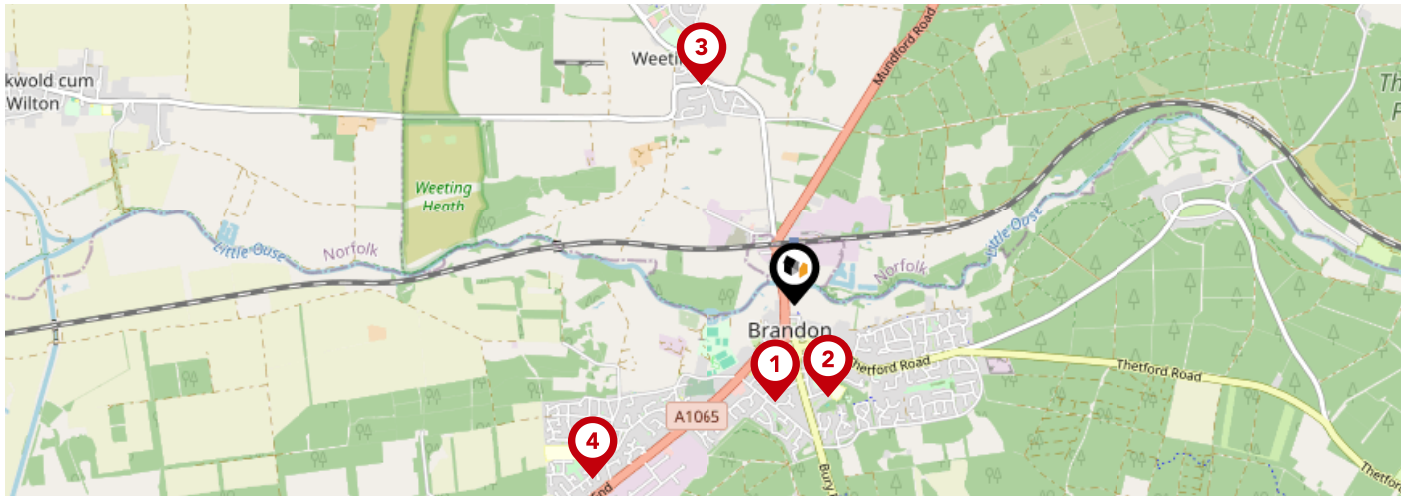 3
Weeti
Mundford Road
kwold cum
Wilton
Th
Weeting
Heath
Little Ouse
Norfolk
Little Ouse
Norfolk
Brandon
1
2
Thetford Road
Thetford Road
A1065
4
Bury
End
Thetford